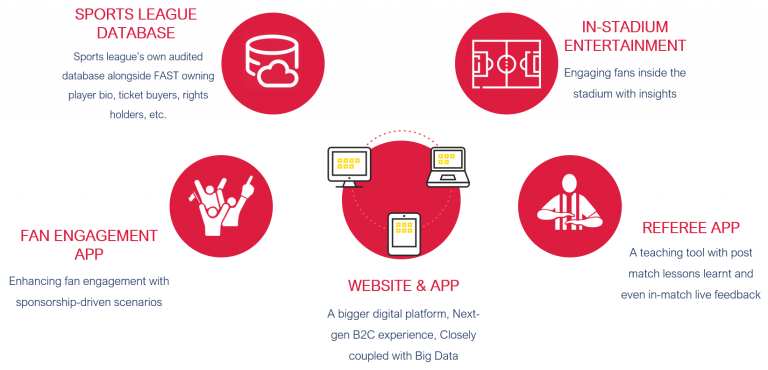 SPORTS LEAGUE
DATABASE
Sports league's own audited
database alongside FAST owning
player bio, ticket buyers, rights
holders, etc.
IN-STADIUM
ENTERTAINMENT
Engaging fans inside the
stadium with insights
FAN ENGAGEMENT
APP
Enhancing fan engagement with
sponsorship-driven scenarios
WEBSITE & APP
A bigger digital platform, Next-
gen B2C experience, Closely
coupled with Big Data
REFEREE APP
A teaching tool with post
match lessons learnt and
even in-match live feedback